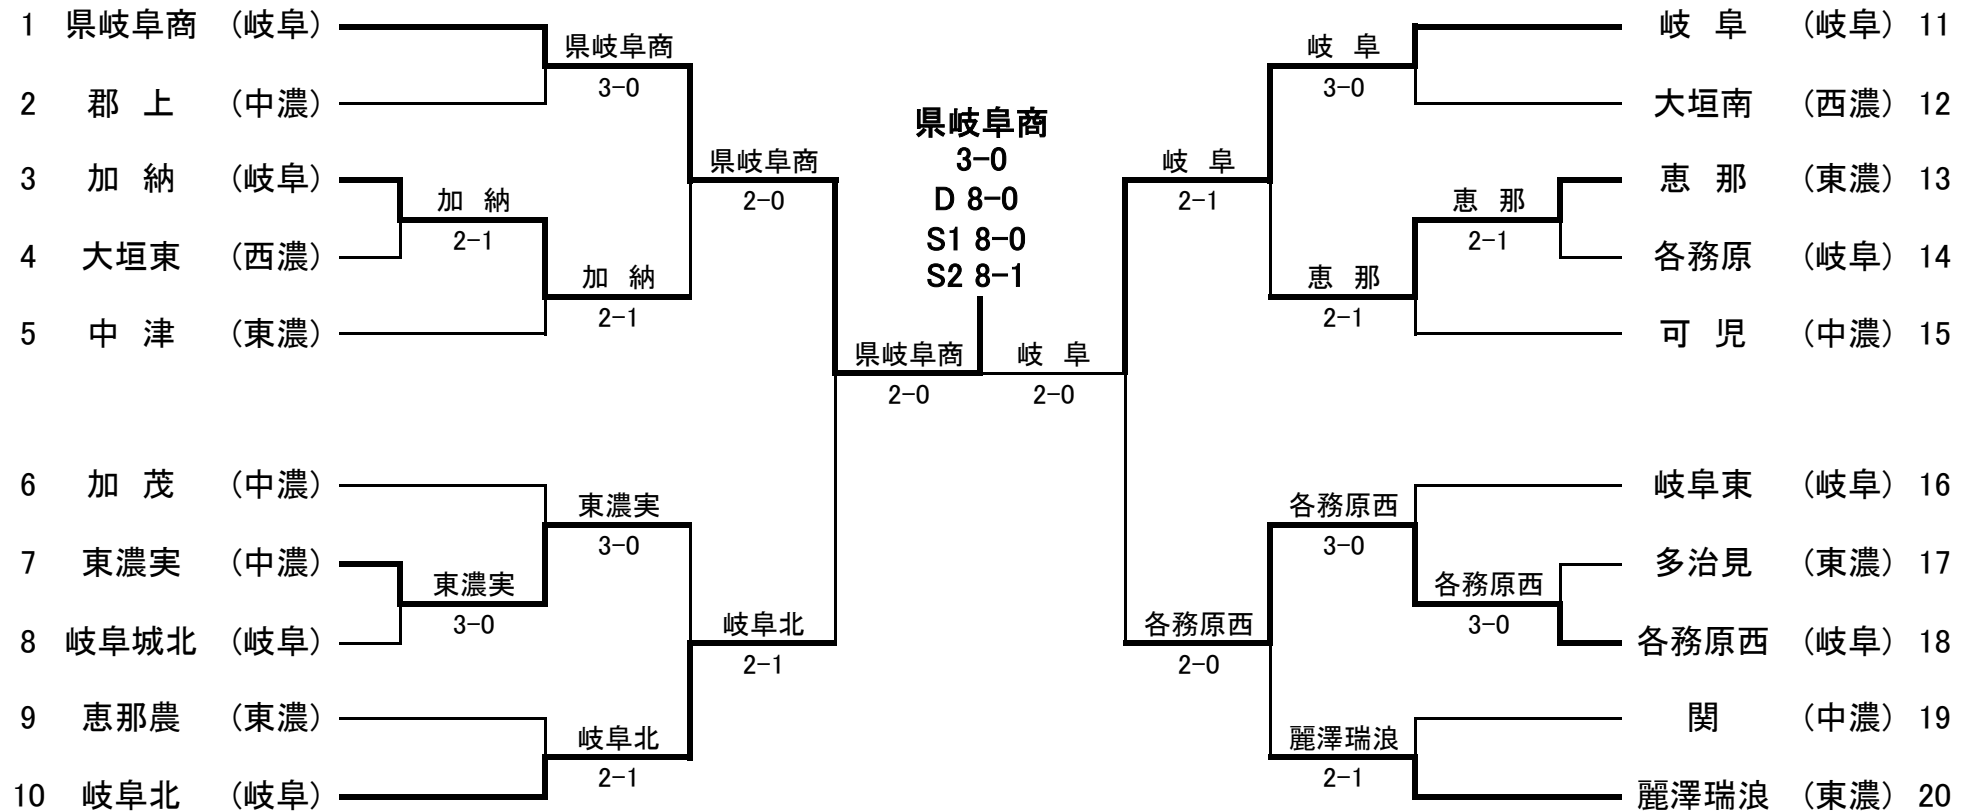 1 県岐阜商 （岐阜）
2 郡 上 （中濃）
3 加 納 （岐阜）
4 大垣東 （西濃）
5 中 津 （東濃）
6 加 茂 （中濃）
7 東濃実 （中濃）
8 岐阜城北 （岐阜）
9 恵那農 （東濃）
10 岐阜北 （岐阜）
加 納
2-1
東濃実
3-0
県岐阜商
3-0
加 納
2-1
東濃実
3-0
岐阜北
2-1
県岐阜商
2-0
岐阜北
2-1
県岐阜商
2-0
県岐阜商
3-0
D 8-0
S1 8-0
S2 8-1
岐 阜
2-0
岐 阜
2-1
各務原西
2-0
岐 阜
3-0
恵 那
2-1
各務原西
3-0
麗澤瑞浪
2-1
恵 那
2-1
各務原西
3-0
岐 阜 （岐阜） 11
大垣南 （西濃） 12
恵 那 （東濃） 13
各務原 （岐阜） 14
可 児 （中濃） 15
岐阜東 （岐阜） 16
多治見 （東濃） 17
各務原西 （岐阜） 18
関 （中濃） 19
麗澤瑞浪 （東濃） 20